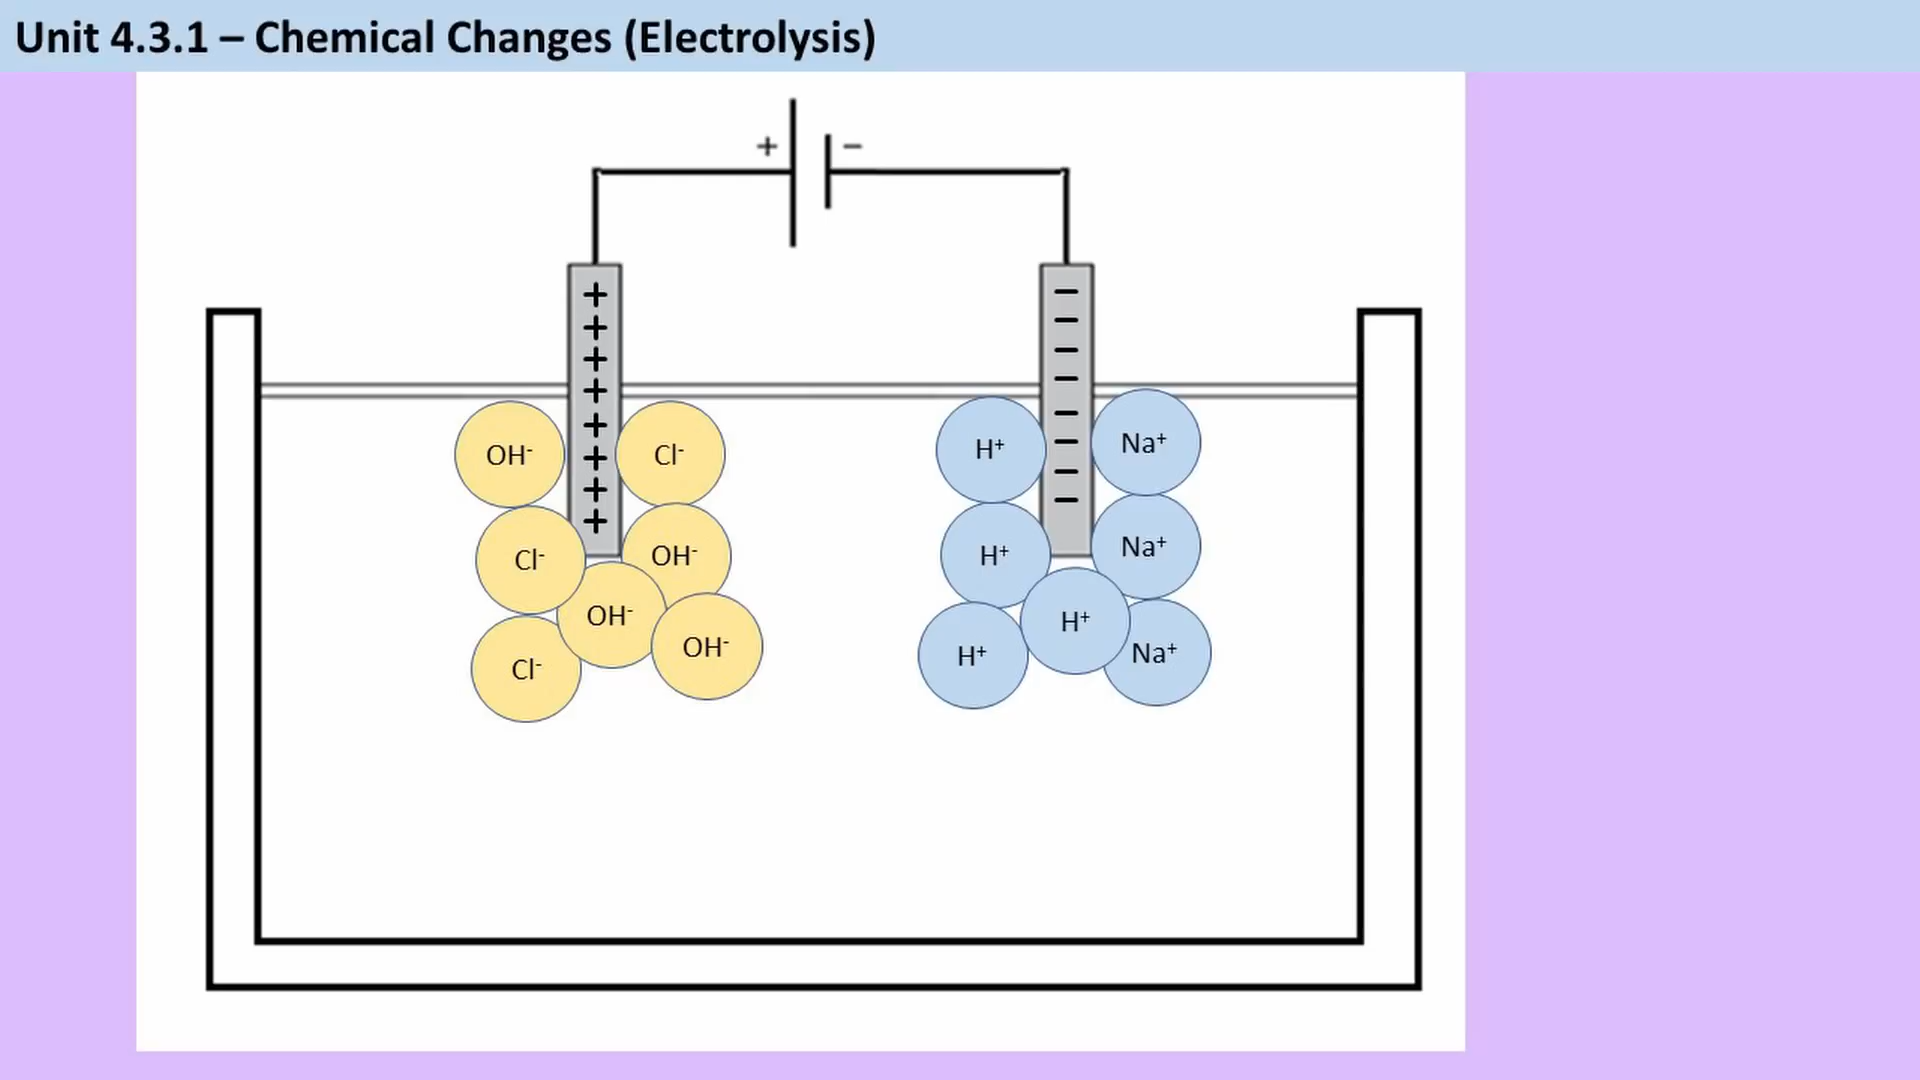 Unit 4.3.1 – Chemical Changes (Electrolysis)
+ −
+ −
+ −
+ −
+ −
+ −
+ −
+ −
+ −
OH⁻ Cl⁻ H⁺ Na⁺
Cl⁻ OH⁻ H⁺ Na⁺
OH⁻ H⁺
Cl⁻ OH⁻ H⁺ Na⁺